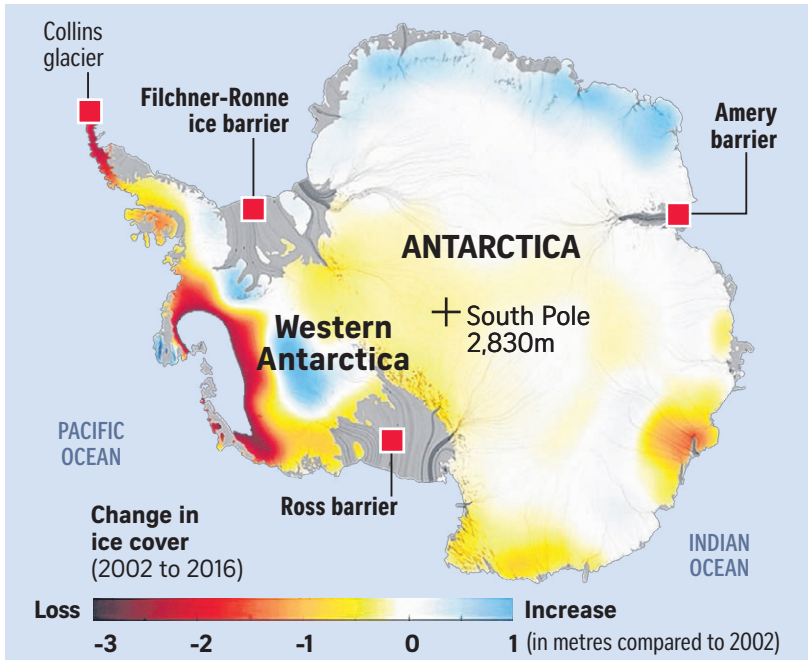 Collins
glacier
Filchner-Ronne
ice barrier
Amery
barrier
ANTARCTICA
South Pole
2,830m
Western
Antarctica
PACIFIC
OCEAN
Ross barrier
Change in
ice cover
(2002 to 2016)
INDIAN
OCEAN
Loss
Increase
-3 -2 -1 0 1 (in metres compared to 2002)